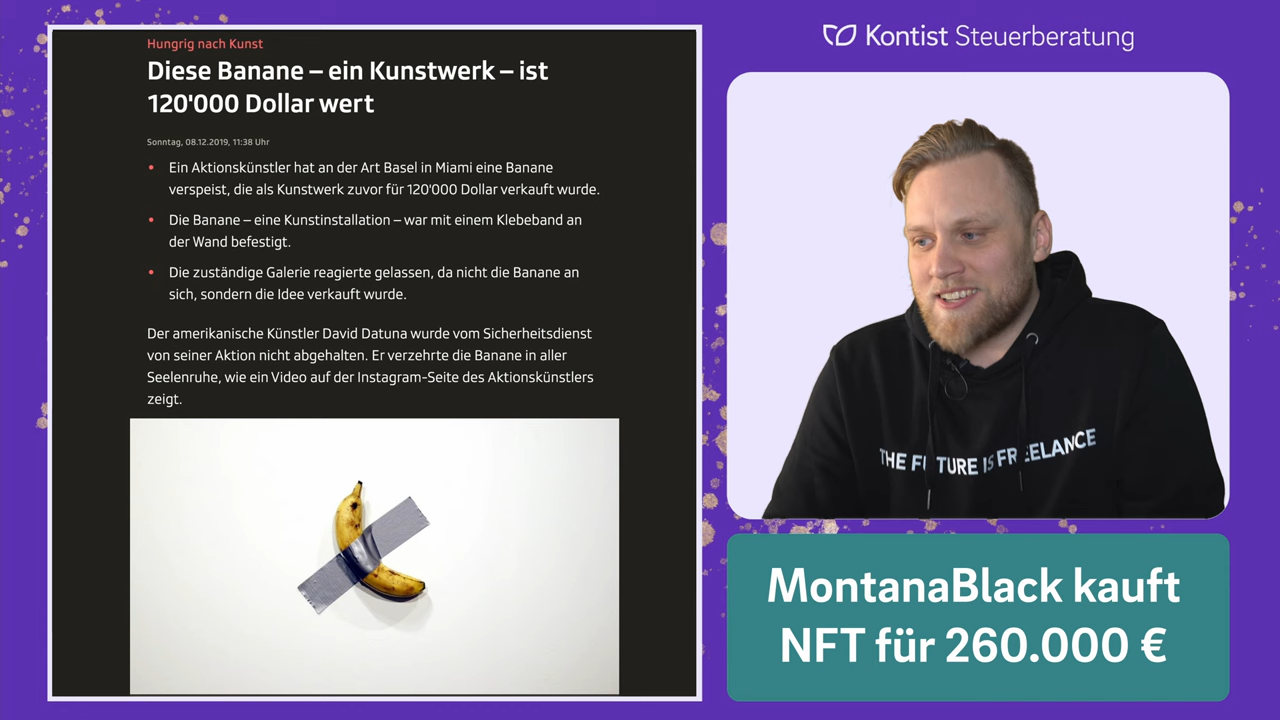 Hungrig nach Kunst
Diese Banane – ein Kunstwerk – ist
120'000 Dollar wert
Sonntag, 08.12.2019, 11:38 Uhr
• Ein Aktionskünstler hat an der Art Basel in Miami eine Banane
verspeist, die als Kunstwerk zuvor für 120'000 Dollar verkauft wurde.
• Die Banane – eine Kunstinstallation – war mit einem Klebeband an
der Wand befestigt.
• Die zuständige Galerie reagierte gelassen, da nicht die Banane an
sich, sondern die Idee verkauft wurde.
Der amerikanische Künstler David Datuna wurde vom Sicherheitsdienst
von seiner Aktion nicht abgehalten. Er verzehrte die Banane in aller
Seelenruhe, wie ein Video auf der Instagram-Seite des Aktionskünstlers
zeigt.
Kontist Steuerberatung
THE FUTURE IS FREELANCE
MontanaBlack kauft
NFT für 260.000 €